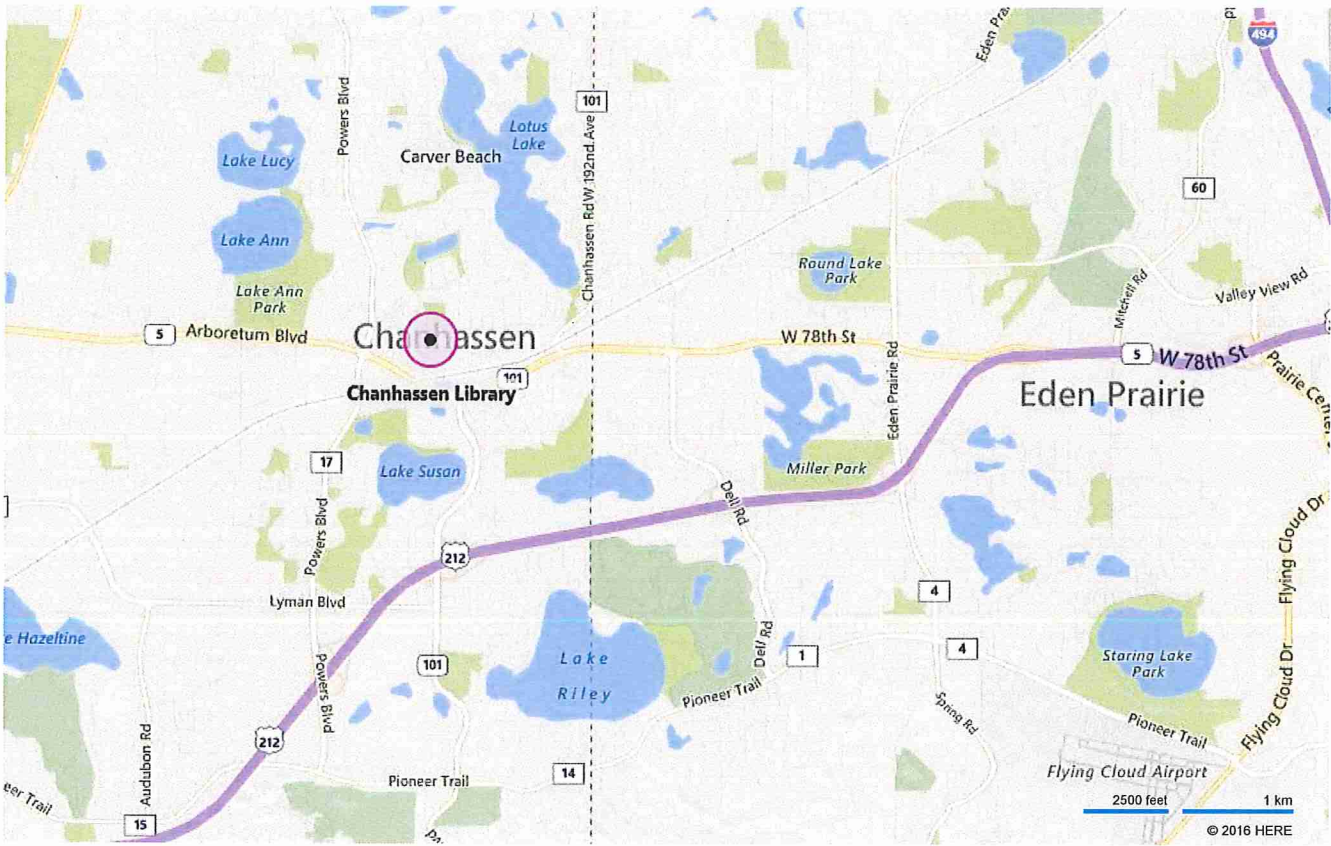 494
Powers Blvd
101
Chanhassen Rd W 192nd Ave
Lotus
Lake
Carver Beach
Lake Lucy
60
Lake Ann
Round Lake
Park
Lake Ann
Park
Mitchell Rd
Valley View Rd
5
Arboretum Blvd
Chanhassen
W 78th St
Eden Prairie Rd
5
W 78th St
101
Chanhassen Library
Eden Prairie
Prairie Center
17
Lake Susan
Miller Park
Dell Rd
Powers Blvd
212
Flying Cloud Dr
Lyman Blvd
4
Hazeltine
101
Lake
Riley
Dell Rd
1
4
Staring Lake
Park
Powers Blvd
Pioneer Trail
Spring Rd
Flying Cloud Dr
212
Audubon Rd
Pioneer Trail
Pioneer Trail
14
Flying Cloud Airport
Trail
15
2500 feet
1 km
© 2016 HERE